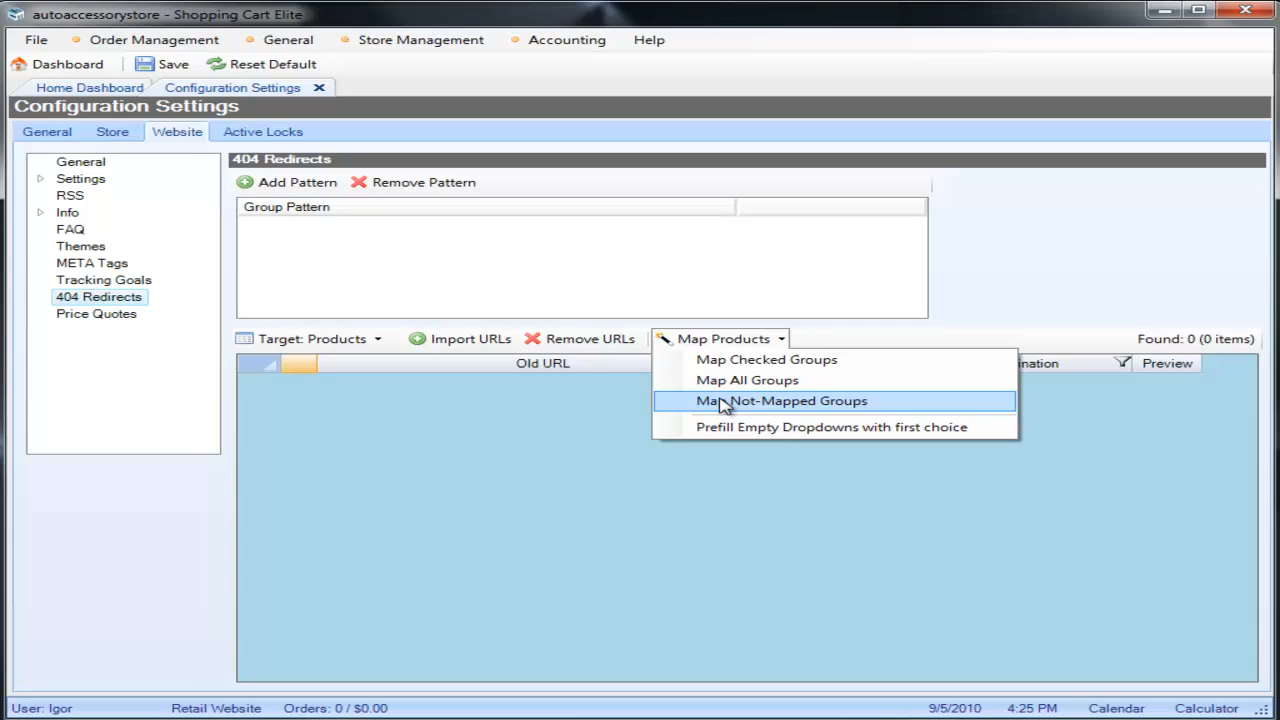 autoaccessorystore - Shopping Cart Elite
File Order Management General Store Management Accounting Help
Dashboard Save Reset Default
Home Dashboard Configuration Settings
Configuration Settings
General Store Website Active Locks
General
Settings
RSS
Info
FAQ
Themes
META Tags
Tracking Goals
404 Redirects
Price Quotes
404 Redirects
Add Pattern Remove Pattern
Group Pattern
Target: Products Import URLs Remove URLs Map Products Found: 0 (0 items)
Old URL ination Preview
Map Checked Groups
Map All Groups
Map Not-Mapped Groups
Prefill Empty Dropdowns with first choice
User: Igor Retail Website Orders: 0 / $0.00 9/5/2010 4:25 PM Calendar Calculator